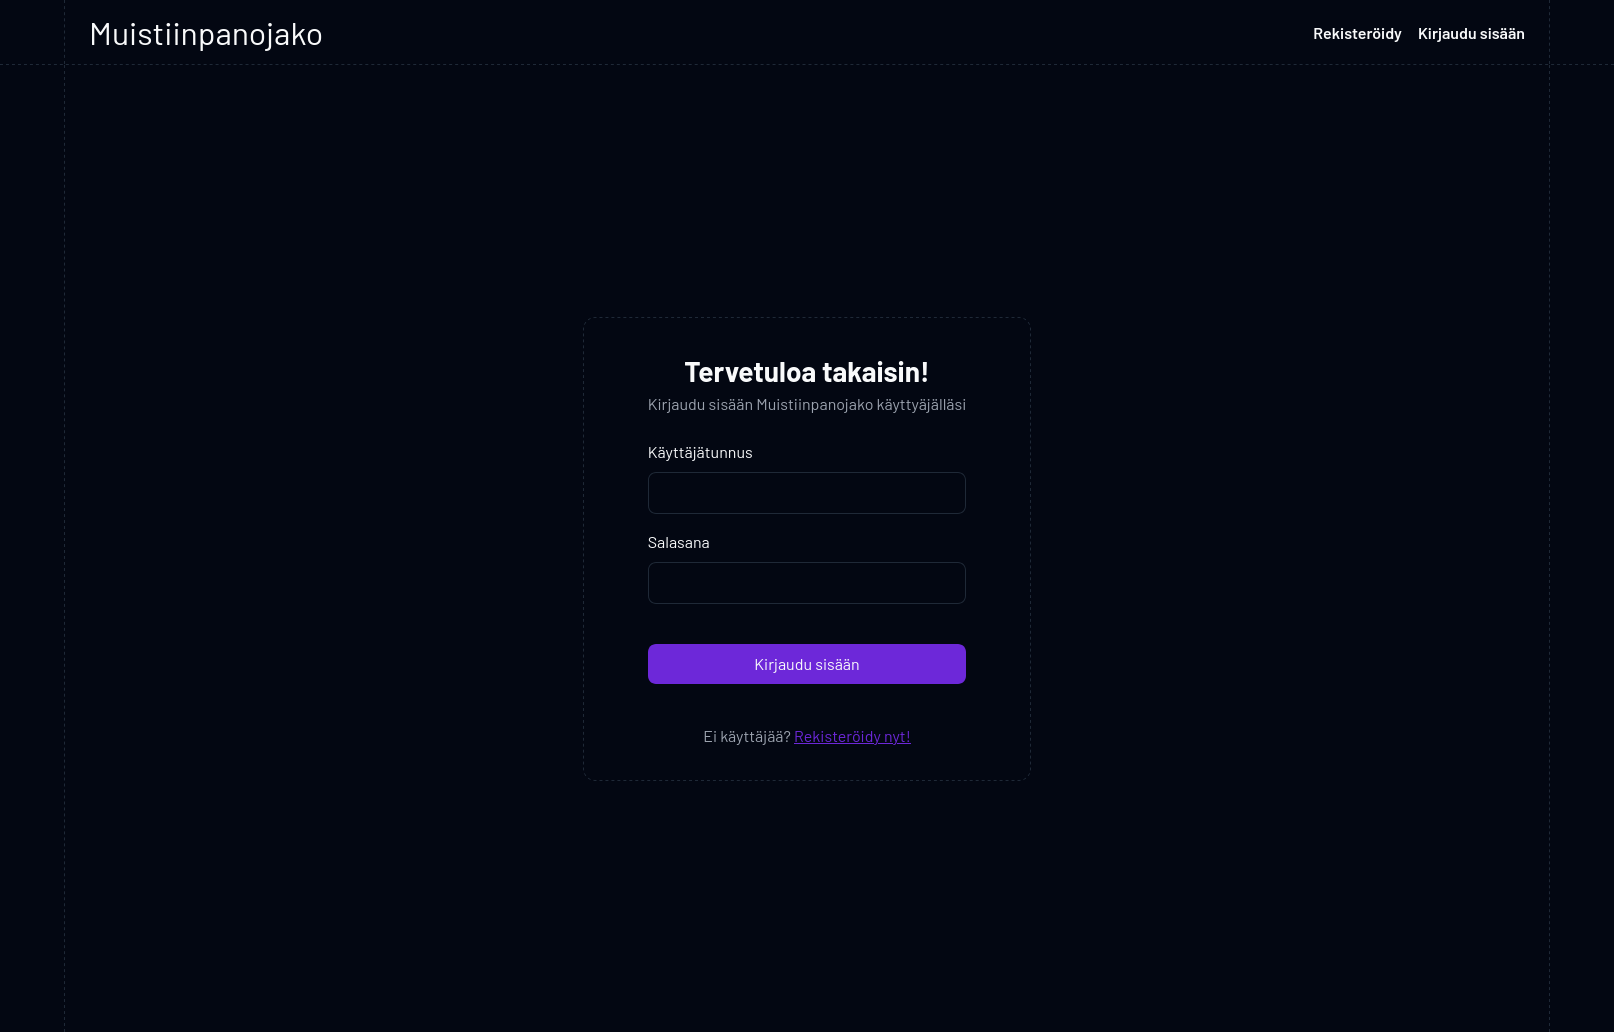 Muistiinpanojako
Rekisteröidy
Kirjaudu sisään
Tervetuloa takaisin!
Kirjaudu sisään Muistiinpanojako käyttyäjälläsi
Käyttäjätunnus
Salasana
Kirjaudu sisään
Ei käyttäjää? Rekisteröidy nyt!